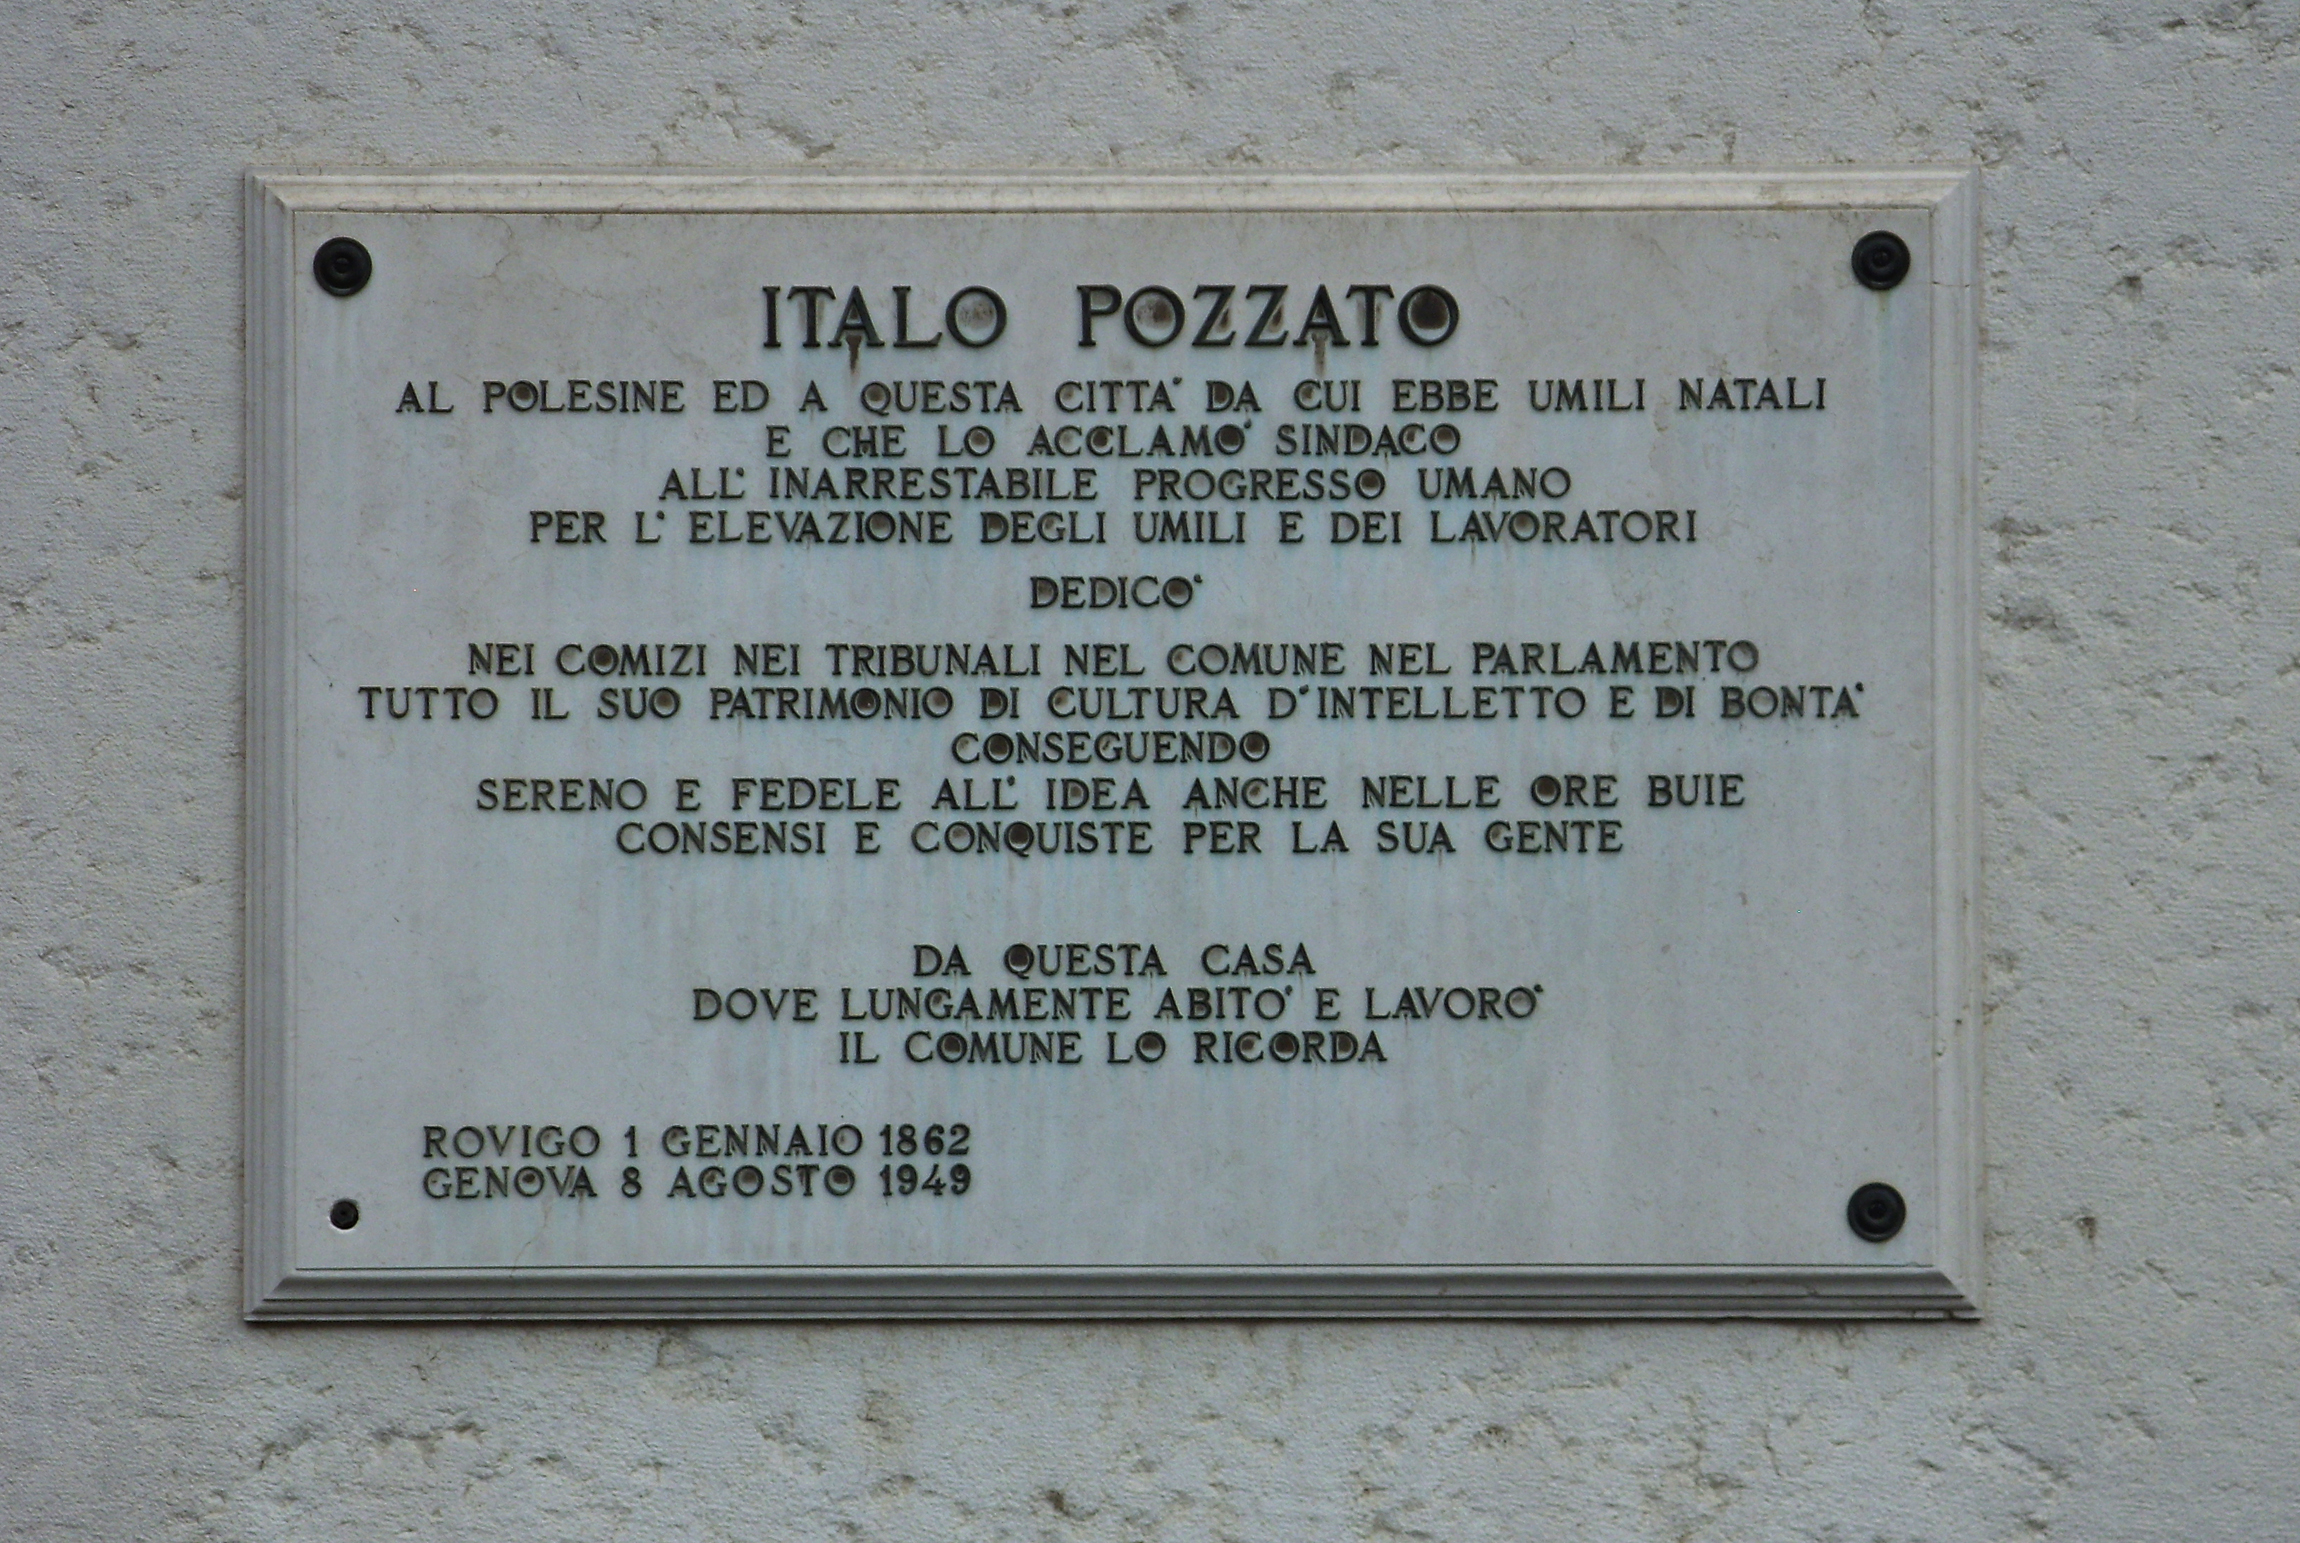 ITALO POZZATO
AL POLESINE ED A QUESTA CITTA' DA CUI EBBE UMILI NATALI
E CHE LO ACCLAMO' SINDACO
ALL' INARRESTABILE PROGRESSO UMANO
PER L' ELEVAZIONE DEGLI UMILI E DEI LAVORATORI
DEDICO'
NEI COMIZI NEI TRIBUNALI NEL COMUNE NEL PARLAMENTO
TUTTO IL SUO PATRIMONIO DI CULTURA D'INTELLETTO E DI BONTA'
CONSEGUENDO
SERENO E FEDELE ALL' IDEA ANCHE NELLE ORE BUIE
CONSENSI E CONQUISTE PER LA SUA GENTE
DA QUESTA CASA
DOVE LUNGAMENTE ABITO' E LAVORO'
IL COMUNE LO RICORDA
ROVIGO 1 GENNAIO 1862
GENOVA 8 AGOSTO 1949